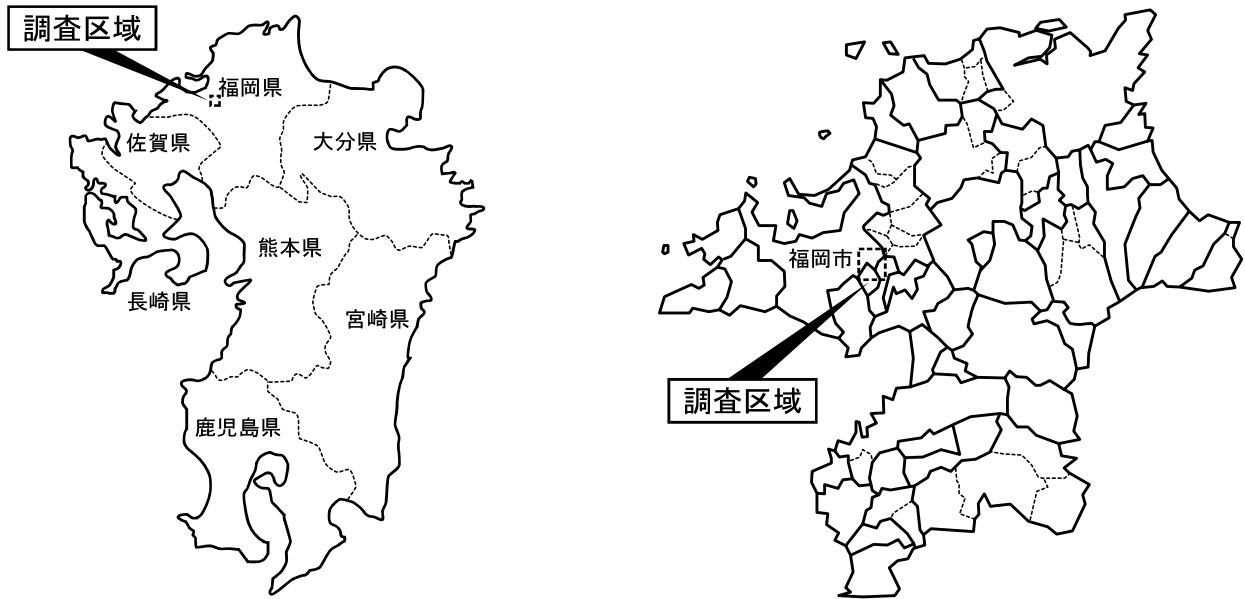 調査区域
福岡県
佐賀県
大分県
熊本県
長崎県
宮崎県
鹿児島県
福岡市
調査区域